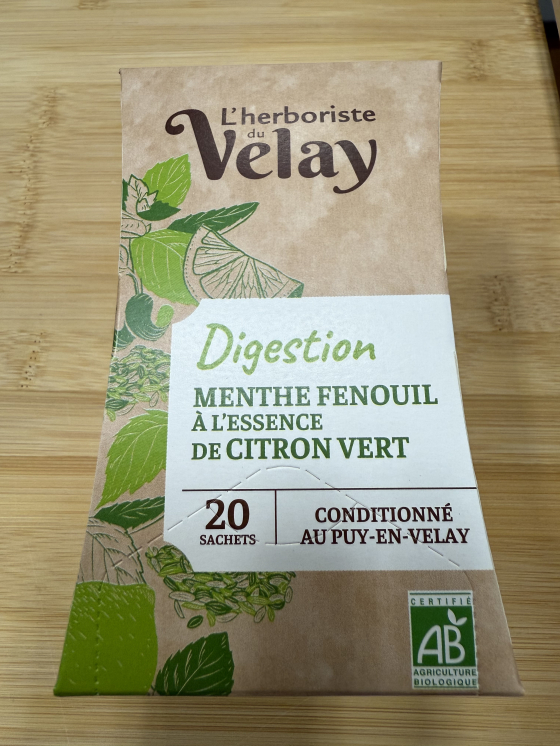 L'herboriste
du
Velay
Digestion
MENTHE FENOUIL
À L'ESSENCE
DE CITRON VERT
20
SACHETS
CONDITIONNÉ
AU PUY-EN-VELAY
CERTIFIÉ
AB
AGRICULTURE
BIOLOGIQUE